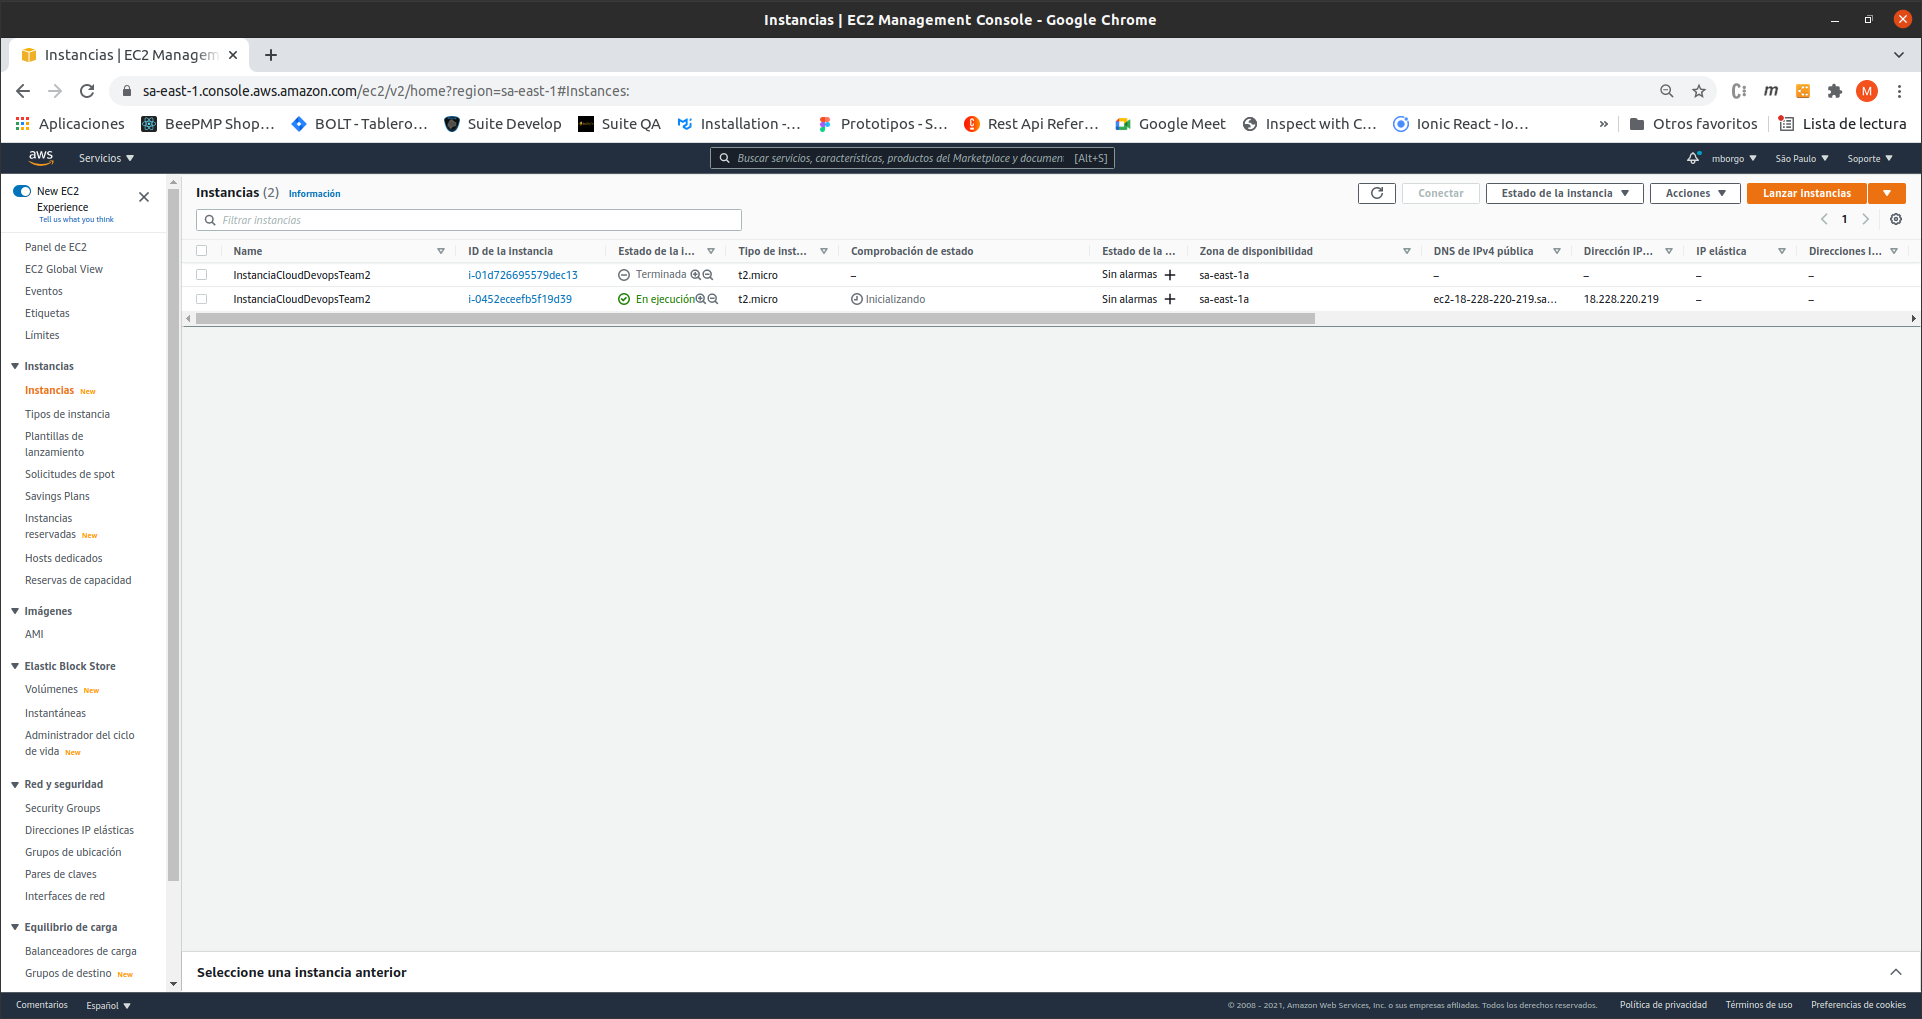 Instancias | EC2 Management Console - Google Chrome
Instancias | EC2 Managem
sa-east-1.console.aws.amazon.com/ec2/v2/home?region=sa-east-1#Instances:
M
Aplicaciones BeePMP Shop... BOLT - Tablero... Suite Develop Suite QA Installation -... Prototipos - S... Rest Api Refer... Google Meet Inspect with C... Ionic React - Io... » Otros favoritos Lista de lectura
aws Servicios Buscar servicios, características, productos del Marketplace y document [Alt+S] mborgo São Paulo Soporte
New EC2
Experience
Tell us what you think
Panel de EC2
EC2 Global View
Eventos
Etiquetas
Límites
Instancias
Instancias New
Tipos de instancia
Plantillas de
lanzamiento
Solicitudes de spot
Savings Plans
Instancias
reservadas New
Hosts dedicados
Reservas de capacidad
Imágenes
AMI
Elastic Block Store
Volúmenes New
Instantáneas
Administrador del ciclo
de vida New
Red y seguridad
Security Groups
Direcciones IP elásticas
Grupos de ubicación
Pares de claves
Interfaces de red
Equilibrio de carga
Balanceadores de carga
Grupos de destino New
Instancias (2) Información
Conectar Estado de la instancia Acciones Lanzar instancias
Filtrar instancias
1
Name ID de la instancia Estado de la i... Tipo de inst... Comprobación de estado Estado de la ... Zona de disponibilidad DNS de IPv4 pública Dirección IP... IP elástica Direcciones I...
InstanciaCloudDevopsTeam2 i-01d726695579dec13 Terminada t2.micro – Sin alarmas + sa-east-1a – – – –
InstanciaCloudDevopsTeam2 i-0452eceefb5f19d39 En ejecución t2.micro Inicializando Sin alarmas + sa-east-1a ec2-18-228-220-219.sa... 18.228.220.219 – –
Seleccione una instancia anterior
Comentarios Español © 2008 - 2021, Amazon Web Services, Inc. o sus empresas afiliadas. Todos los derechos reservados. Política de privacidad Términos de uso Preferencias de cookies